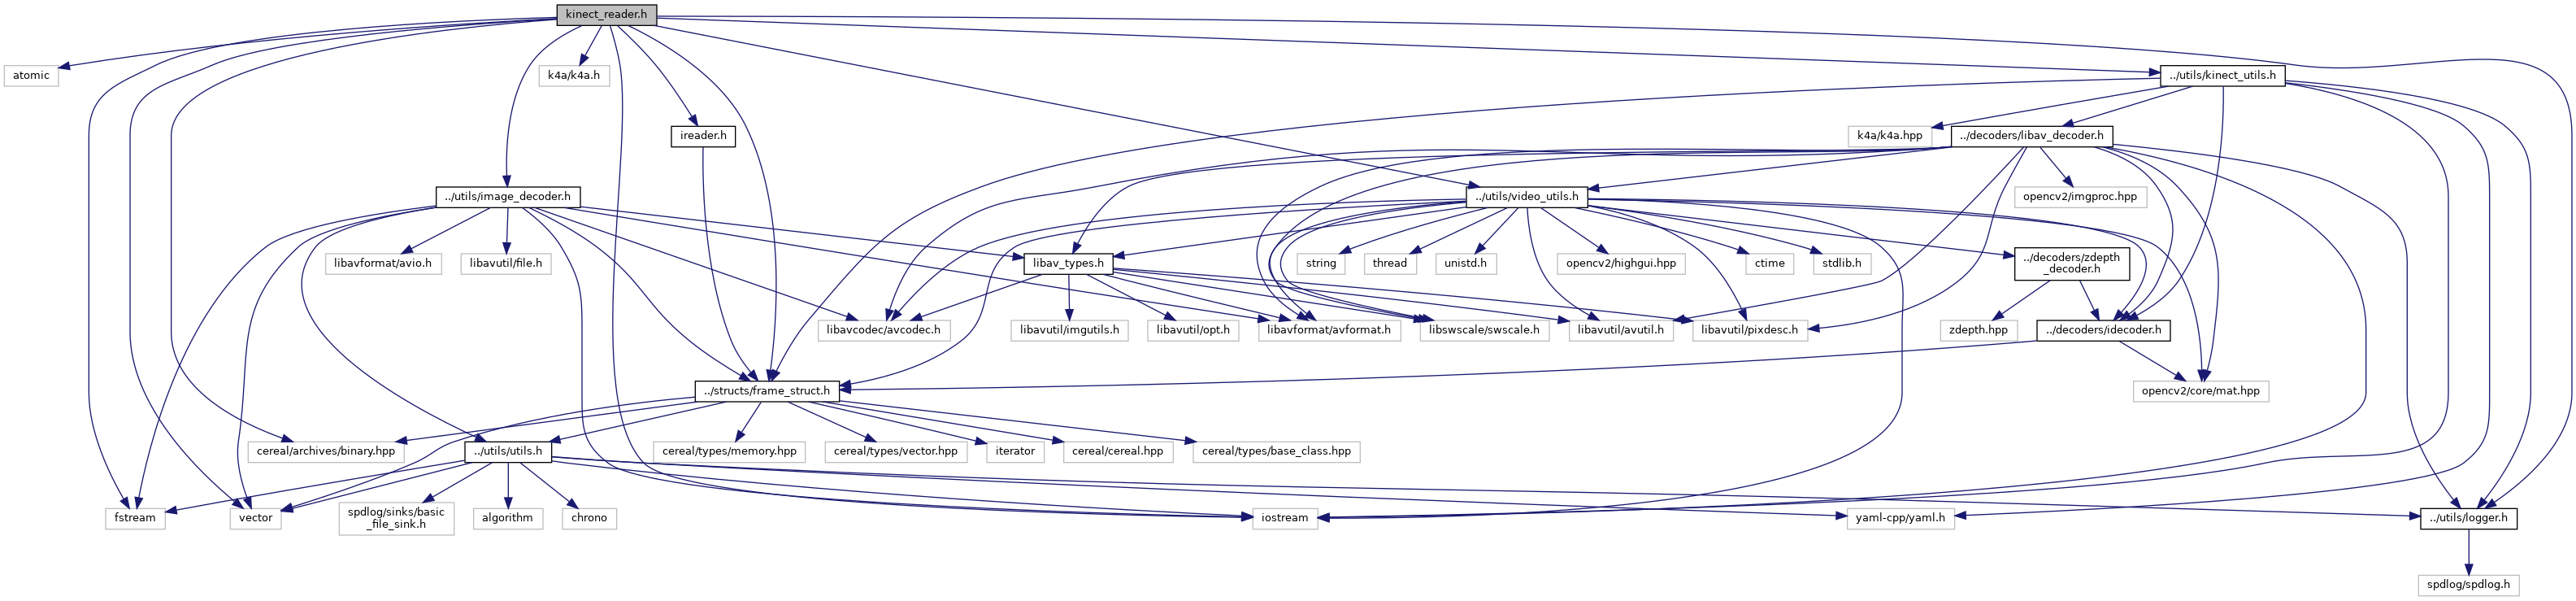 kinect_reader.h
atomic
k4a/k4a.h
../utils/kinect_utils.h
ireader.h
k4a/k4a.hpp
../decoders/libav_decoder.h
../utils/image_decoder.h
../utils/video_utils.h
opencv2/imgproc.hpp
libavformat/avio.h
libavutil/file.h
libav_types.h
string
thread
unistd.h
opencv2/highgui.hpp
ctime
stdlib.h
../decoders/zdepth
_decoder.h
libavcodec/avcodec.h
libavutil/imgutils.h
libavutil/opt.h
libavformat/avformat.h
libswscale/swscale.h
libavutil/avutil.h
libavutil/pixdesc.h
zdepth.hpp
../decoders/idecoder.h
../structs/frame_struct.h
opencv2/core/mat.hpp
cereal/archives/binary.hpp
../utils/utils.h
cereal/types/memory.hpp
cereal/types/vector.hpp
iterator
cereal/cereal.hpp
cereal/types/base_class.hpp
fstream
vector
spdlog/sinks/basic
_file_sink.h
algorithm
chrono
iostream
yaml-cpp/yaml.h
../utils/logger.h
spdlog/spdlog.h